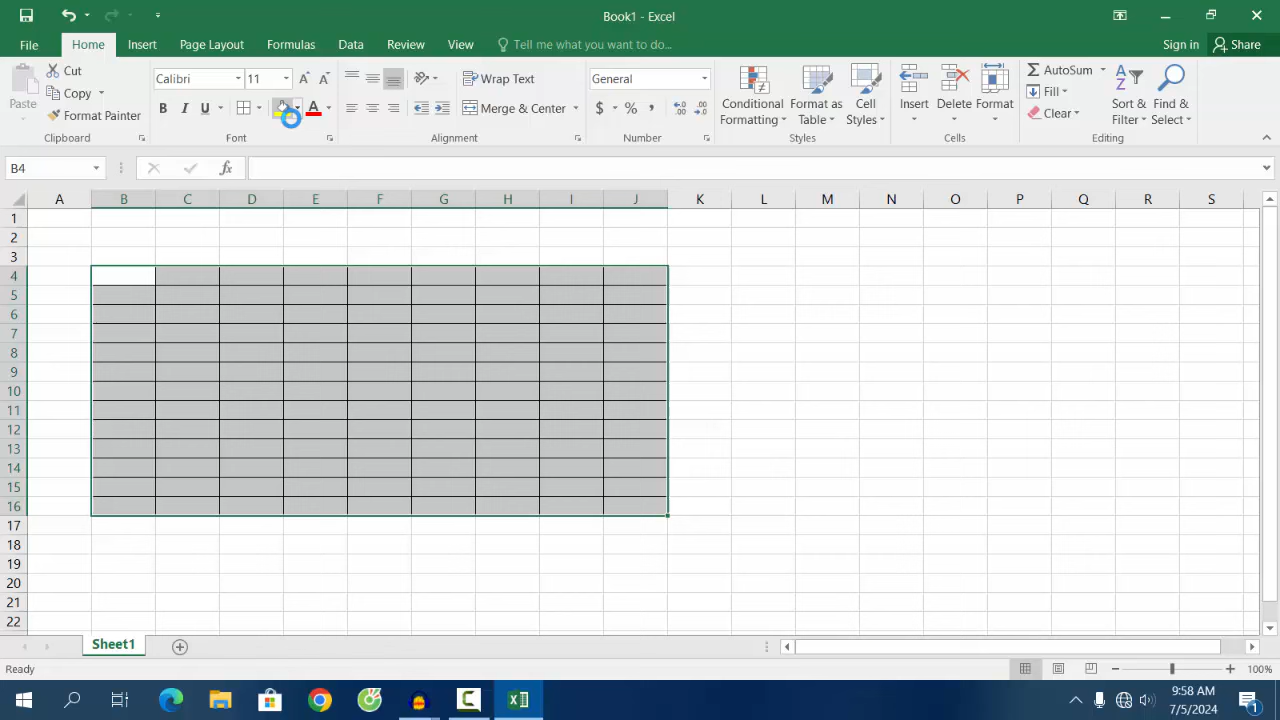 Book1 - Excel
File Home Insert Page Layout Formulas Data Review View Tell me what you want to do... Sign in Share
Paste Cut Copy Format Painter
Clipboard
Calibri 11
B I U A
Font
Wrap Text
Merge & Center
Alignment
General
$ % ,
Number
Conditional Formatting Format as Table Cell Styles
Styles
Insert Delete Format
Cells
AutoSum
Fill
Clear
Sort & Filter Find & Select
Editing
B4 fx
A B C D E F G H I J K L M N O P Q R S
1
2
3
4
5
6
7
8
9
10
11
12
13
14
15
16
17
18
19
20
21
22
Sheet1
Ready 100%
9:58 AM
7/5/2024
1